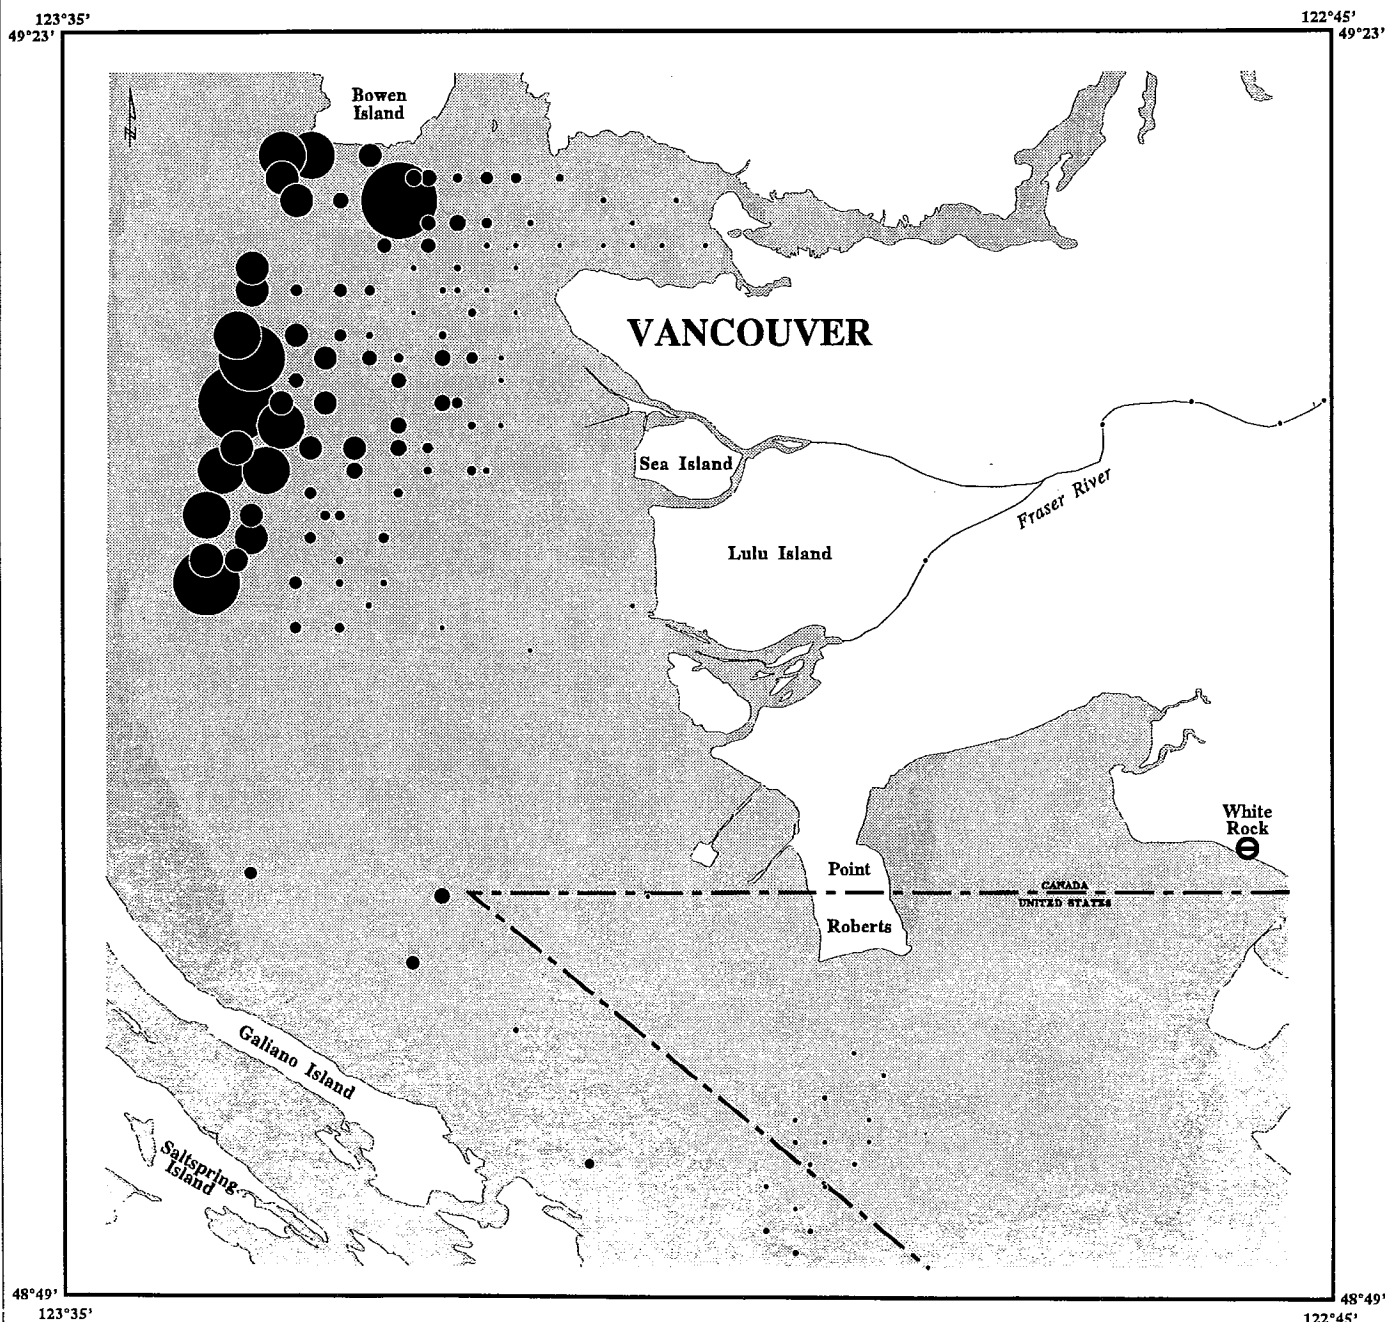 123°35'
122°45'
49°23'
49°23'
Bowen
Island
VANCOUVER
Sea Island
Fraser River
Lulu Island
White
Rock
Point
CANADA
UNITED STATES
Roberts
Galiano Island
Saltspring
Island
48°49'
48°49'
123°35'
122°45'